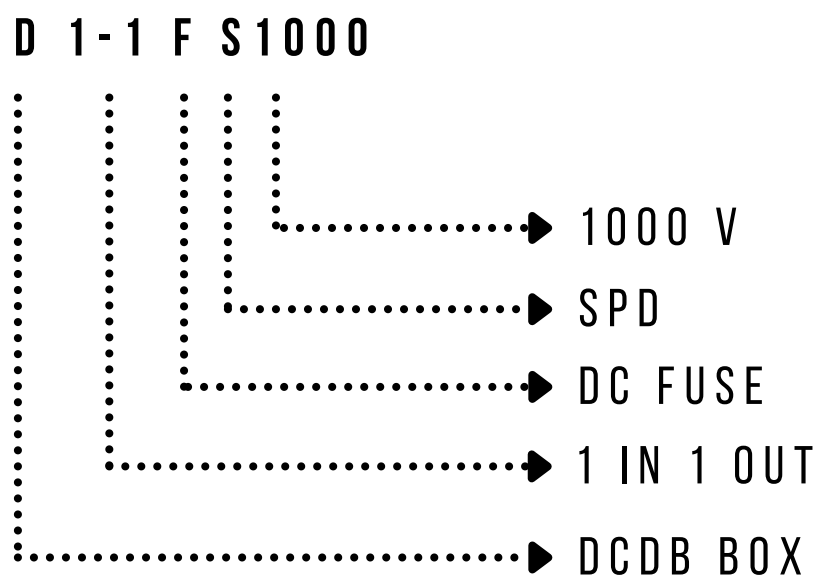 D 1-1 F S1000
1000 V
SPD
DC FUSE
1 IN 1 OUT
DCDB BOX